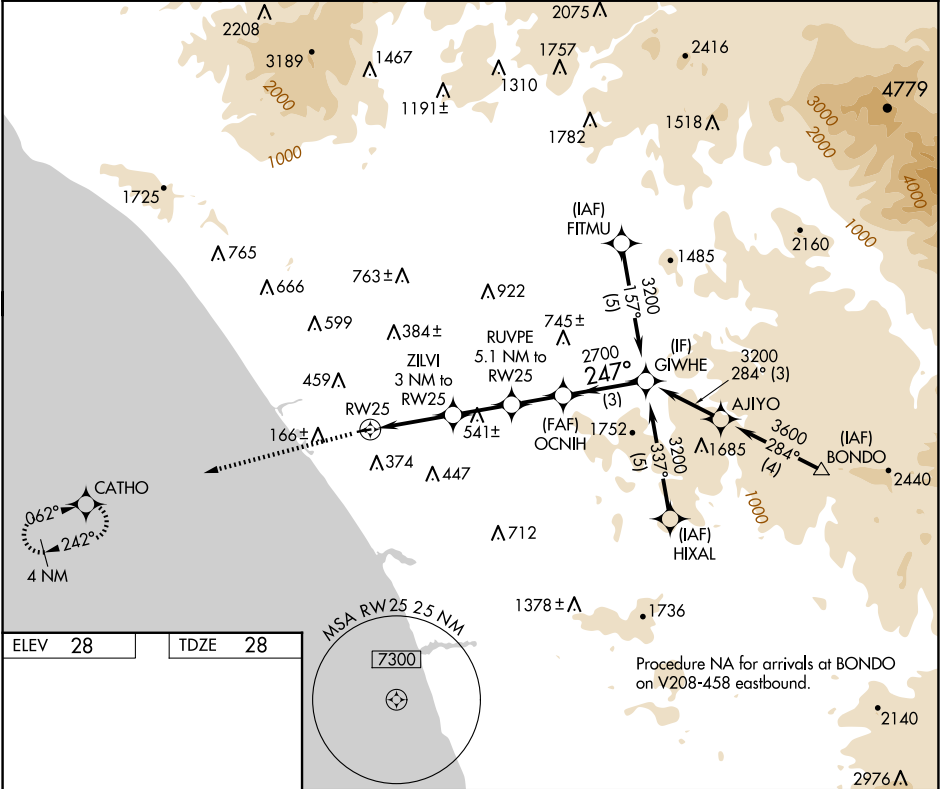 2208
3189
2000
1000
1467
1191±
1310
2075
1757
1782
2416
1518
3000
2000
4779
4000
1000
1725
765
666
599
763±
384±
922
(IAF)
FITMU
1485
2160
3200
157°
(5)
745±
RUVPE
5.1 NM to
RW25
ZILVI
3 NM to
RW25
459
RW25
166±
2700
247°
(3)
(IF)
GIWHE
3200
284° (3)
AJIYO
3600
284°
(4)
(IAF)
BONDO
2440
(FAF)
OCNIH
541±
1752
3200
337°
(5)
1685
1000
374
447
712
(IAF)
HIXAL
CATHO
062°
242°
4 NM
1378±
1736
MSA RW25 25 NM
7300
ELEV 28
TDZE 28
Procedure NA for arrivals at BONDO
on V208-458 eastbound.
2140
2976